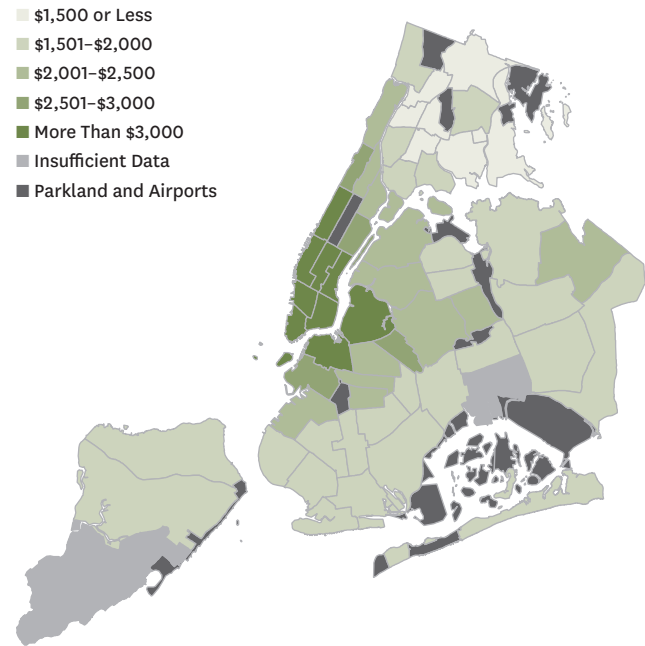 $1,500 or Less
$1,501–$2,000
$2,001–$2,500
$2,501–$3,000
More Than $3,000
Insufficient Data
Parkland and Airports